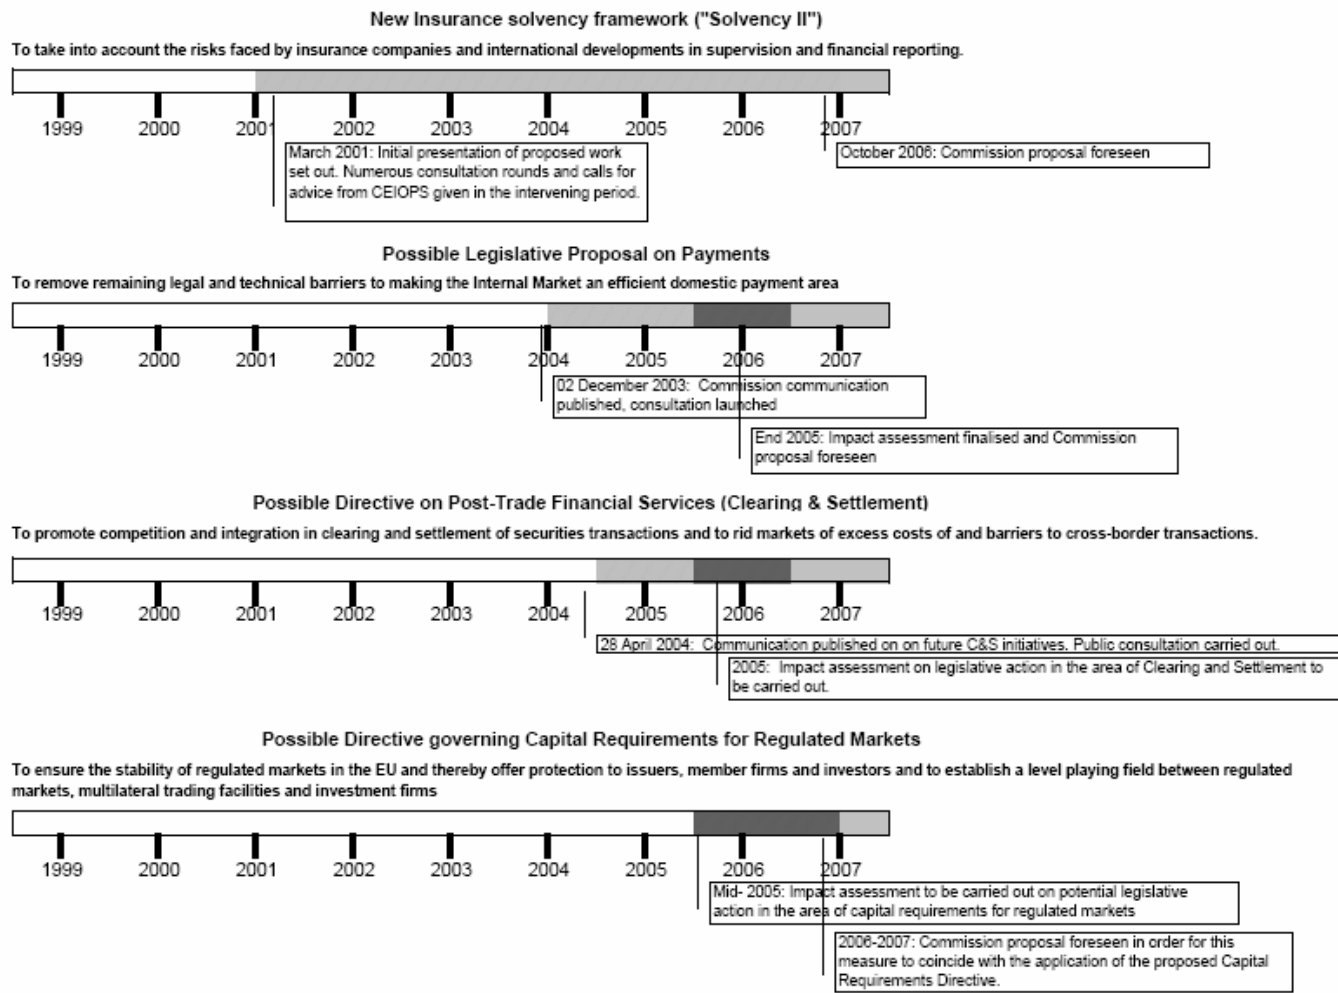 New Insurance solvency framework ("Solvency II")
To take into account the risks faced by insurance companies and international developments in supervision and financial reporting.
1999 2000 2001 2002 2003 2004 2005 2006 2007
March 2001: Initial presentation of proposed work
set out. Numerous consultation rounds and calls for
advice from CEIOPS given in the intervening period.
October 2006: Commission proposal foreseen
Possible Legislative Proposal on Payments
To remove remaining legal and technical barriers to making the Internal Market an efficient domestic payment area
1999 2000 2001 2002 2003 2004 2005 2006 2007
02 December 2003: Commission communication
published, consultation launched
End 2005: Impact assessment finalised and Commission
proposal foreseen
Possible Directive on Post-Trade Financial Services (Clearing & Settlement)
To promote competition and integration in clearing and settlement of securities transactions and to rid markets of excess costs of and barriers to cross-border transactions.
1999 2000 2001 2002 2003 2004 2005 2006 2007
28 April 2004: Communication published on on future C&S initiatives. Public consultation carried out.
2005: Impact assessment on legislative action in the area of Clearing and Settlement to
be carried out.
Possible Directive governing Capital Requirements for Regulated Markets
To ensure the stability of regulated markets in the EU and thereby offer protection to issuers, member firms and investors and to establish a level playing field between regulated
markets, multilateral trading facilities and investment firms
1999 2000 2001 2002 2003 2004 2005 2006 2007
Mid- 2005: Impact assessment to be carried out on potential legislative
action in the area of capital requirements for regulated markets
2006-2007: Commission proposal foreseen in order for this
measure to coincide with the application of the proposed Capital
Requirements Directive.